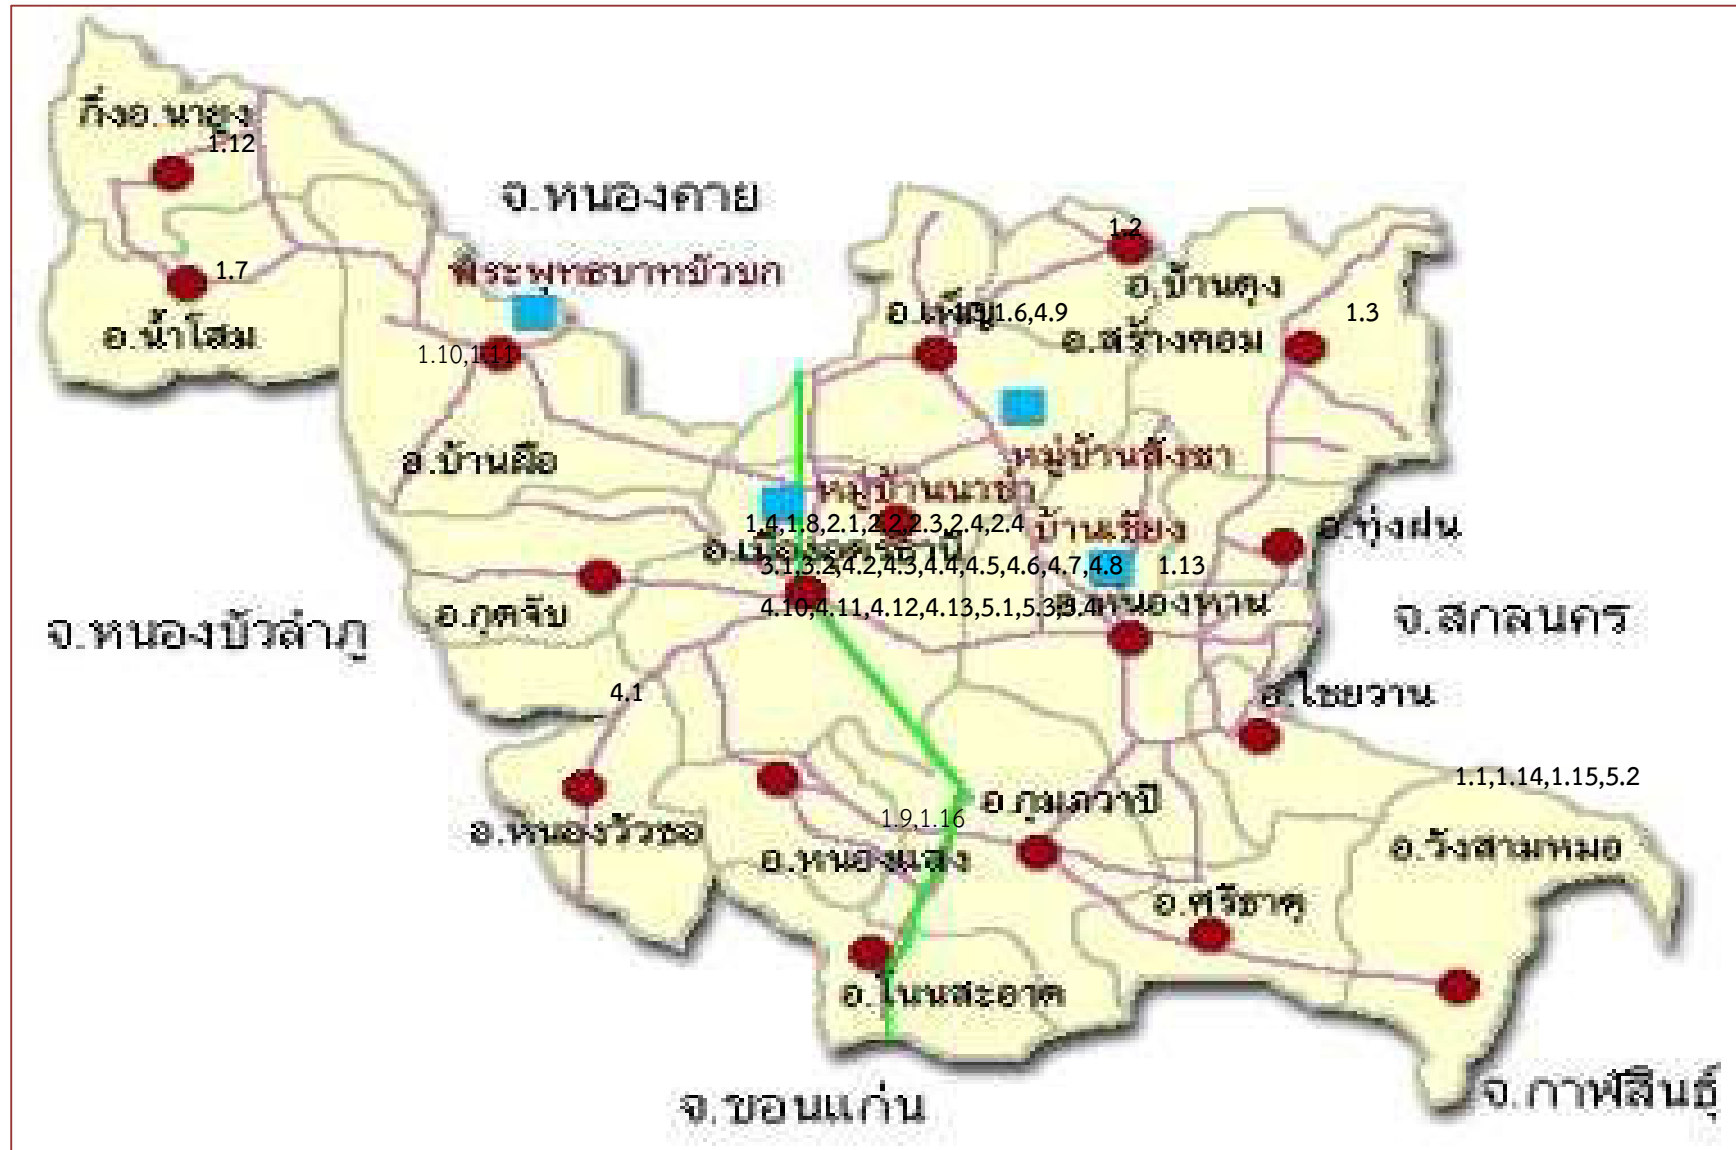 กิ่งอ.นายูง
1.12
จ.หนองคาย
1.2
1.7
พระพุทธบาทบัวบก
อ.บ้านดุง
อ.เพ็ญ
1.6,4.9
1.3
อ.น้ำโสม
อ.สร้างคอม
1.10,1.11
อ.บ้านผือ
หมู่บ้านสังชา
หมู่บ้านนาข่า
1.4,1.8,2.1,2.2,2.3,2.4,2.4
บ้านเชียง
อ.ทุ่งฝน
อ.เมืองอุดรธานี
3.1,3.2,4.2,4.3,4.4,4.5,4.6,4.7,4.8
1.13
อ.กุดจับ
4.10,4.11,4.12,4.13,5.1,5.3,5.4
อ.หนองหาน
จ.หนองบัวลำภู
จ.สกลนคร
4.1
อ.ไชยวาน
1.1,1.14,1.15,5.2
อ.กุมภวาปี
1.9,1.16
อ.หนองวัวซอ
อ.หนองแสง
อ.วังสามหมอ
อ.ศรีธาตุ
อ.โนนสะอาด
จ.ขอนแก่น
จ.กาฬสินธุ์